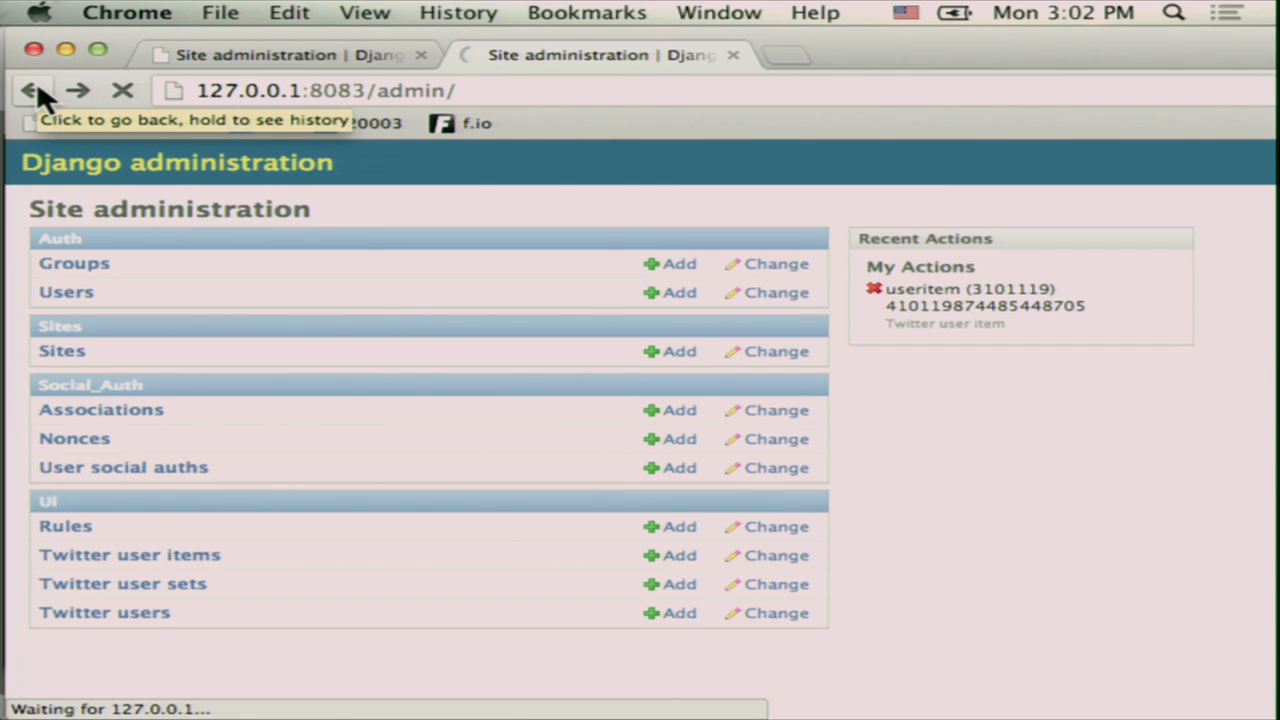 Chrome File Edit View History Bookmarks Window Help Mon 3:02 PM
Site administration | Djang Site administration | Djang
127.0.0.1:8083/admin/
Click to go back, hold to see history 20003 f.io
Django administration
Site administration
Auth
Groups Add Change
Users Add Change
Sites
Sites Add Change
Social_Auth
Associations Add Change
Nonces Add Change
User social auths Add Change
Ui
Rules Add Change
Twitter user items Add Change
Twitter user sets Add Change
Twitter users Add Change
Recent Actions
My Actions
useritem (3101119)
410119874485448705
Twitter user item
Waiting for 127.0.0.1...